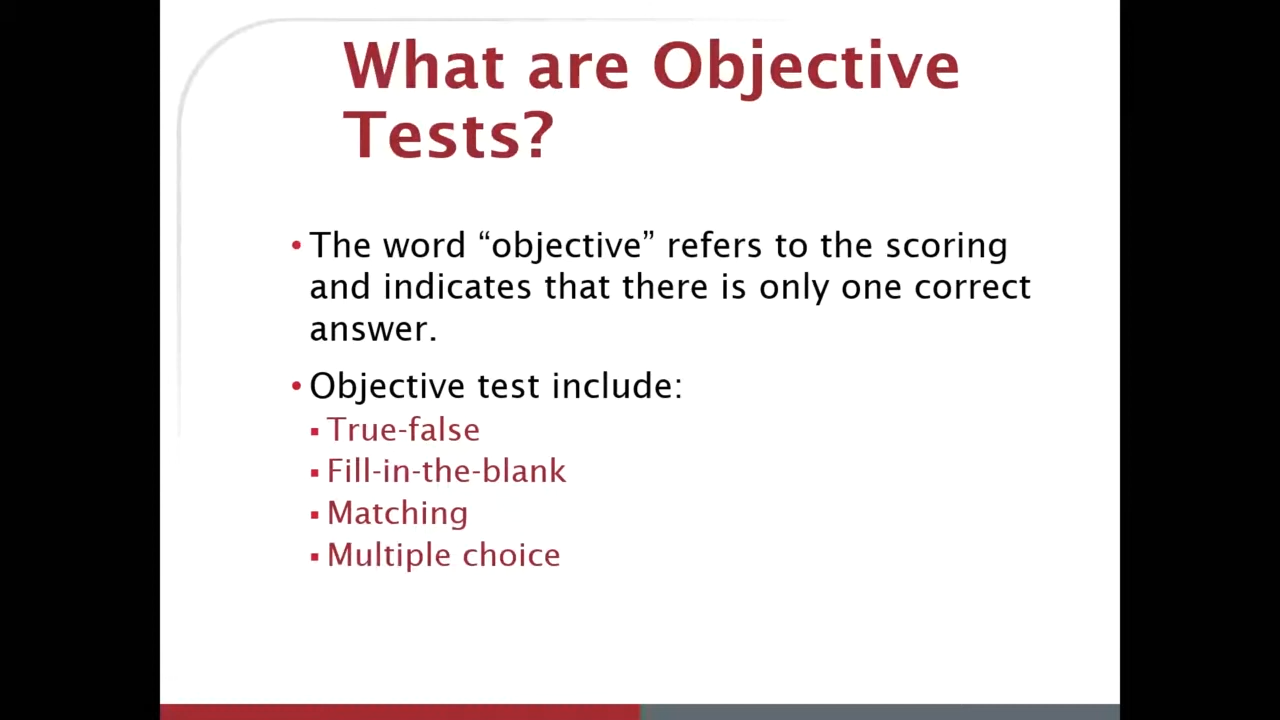 What are Objective
Tests?
• The word “objective” refers to the scoring
and indicates that there is only one correct
answer.
• Objective test include:
▪ True-false
▪ Fill-in-the-blank
▪ Matching
▪ Multiple choice